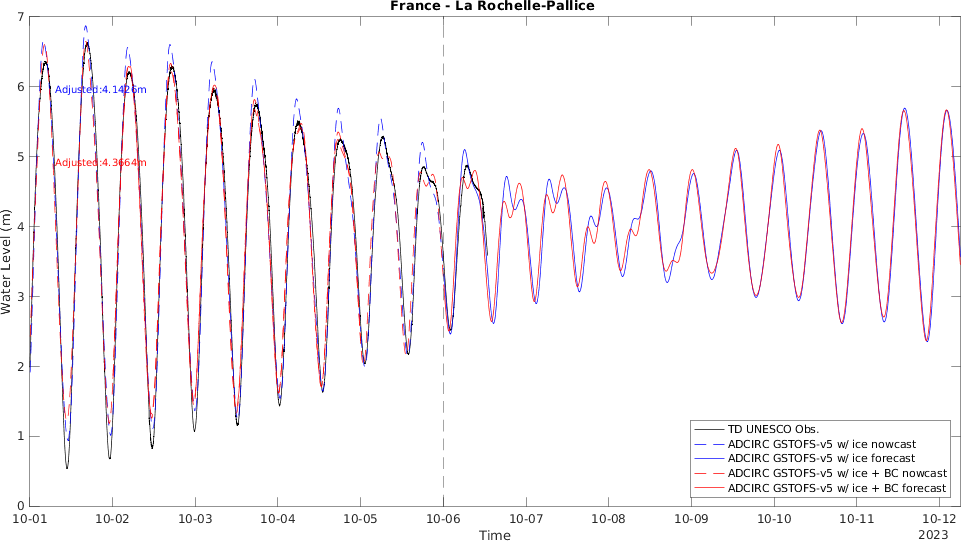 France - La Rochelle-Pallice
7
6
5
4
3
2
1
0
Water Level (m)
Adjusted:4.1426m
Adjusted:4.3664m
TD UNESCO Obs.
ADCIRC GSTOFS-v5 w/ ice nowcast
ADCIRC GSTOFS-v5 w/ ice forecast
ADCIRC GSTOFS-v5 w/ ice + BC nowcast
ADCIRC GSTOFS-v5 w/ ice + BC forecast
10-01 10-02 10-03 10-04 10-05 10-06 10-07 10-08 10-09 10-10 10-11 10-12
Time
2023